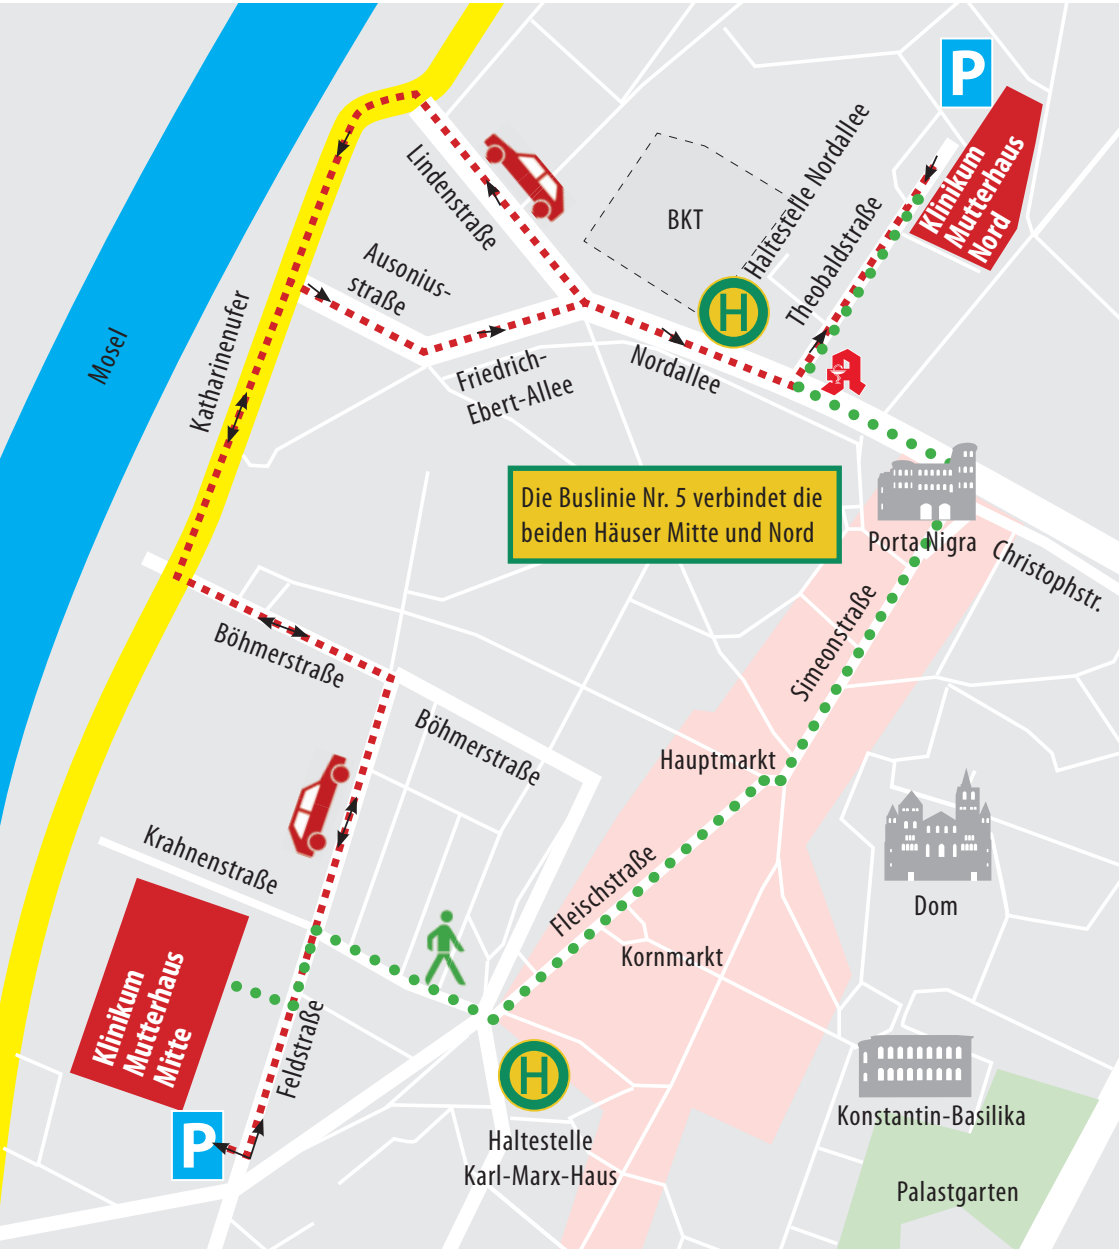 P
Klinikum
Mutterhaus
Nord
Haltestelle Nordallee
Lindenstraße
BKT
Theobaldstraße
Ausonius-
straße
H
Mosel
Katharinenufer
Friedrich-
Ebert-Allee
Nordallee
A
Die Buslinie Nr. 5 verbindet die
beiden Häuser Mitte und Nord
Porta Nigra
Christophstr.
Simeonstraße
Böhmerstraße
Böhmerstraße
Hauptmarkt
Krahnenstraße
Fleischstraße
Dom
Kornmarkt
Klinikum
Mutterhaus
Mitte
Feldstraße
H
Haltestelle
Karl-Marx-Haus
Konstantin-Basilika
P
Palastgarten